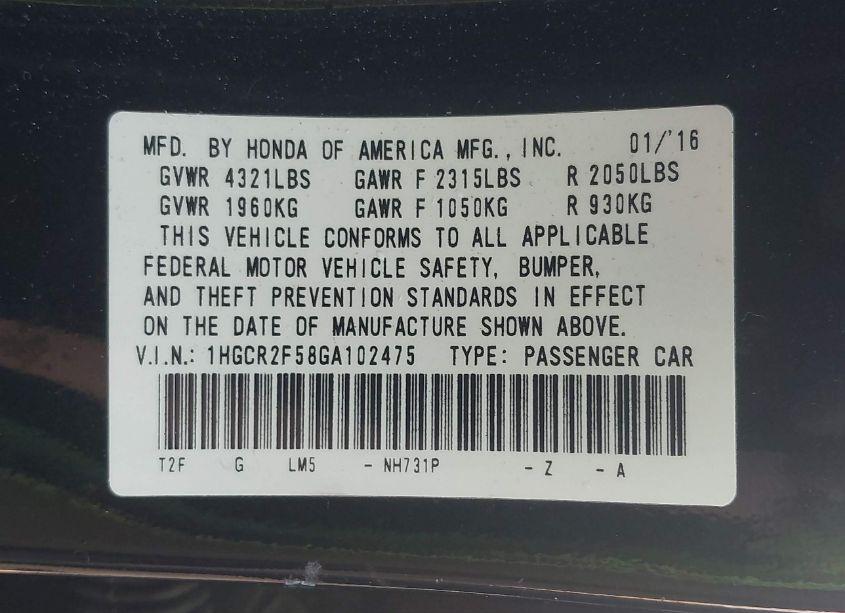 MFD. BY HONDA OF AMERICA MFG., INC. 01/'16
GVWR 4321LBS GAWR F 2315LBS R 2050LBS
GVWR 1960KG GAWR F 1050KG R 930KG
THIS VEHICLE CONFORMS TO ALL APPLICABLE
FEDERAL MOTOR VEHICLE SAFETY, BUMPER,
AND THEFT PREVENTION STANDARDS IN EFFECT
ON THE DATE OF MANUFACTURE SHOWN ABOVE.
V.I.N.: 1HGCR2F58GA102475 TYPE: PASSENGER CAR
T2F G LM5 - NH731P - Z - A